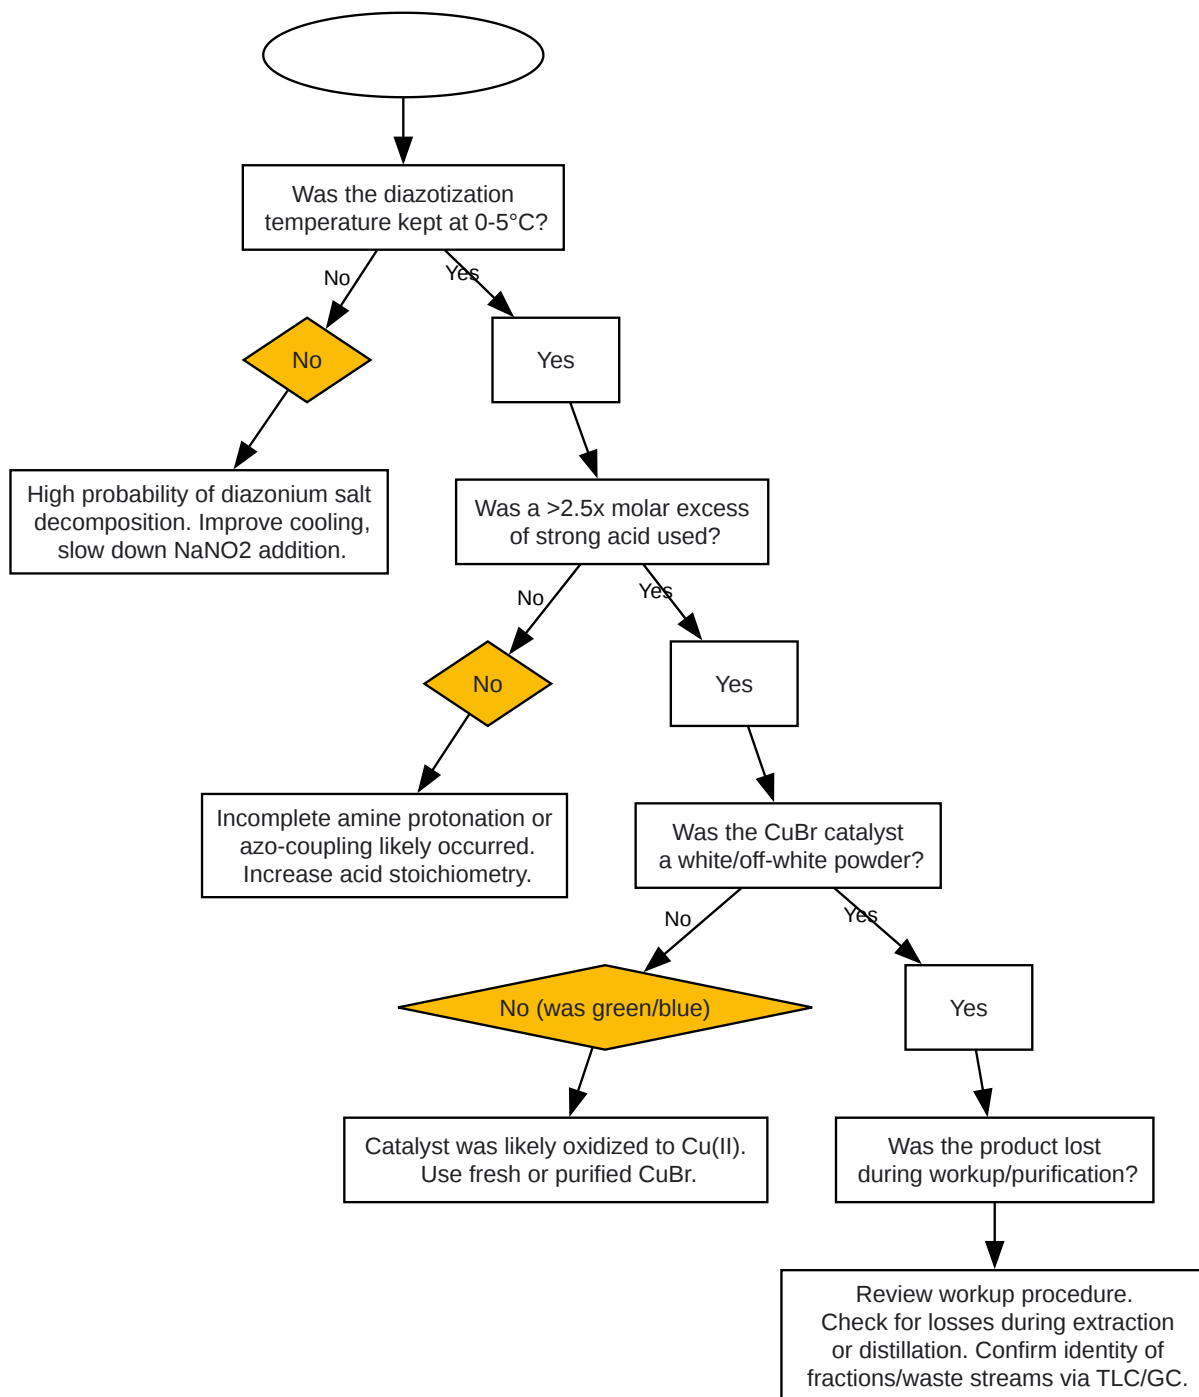 Was the diazotization
temperature kept at 0-5°C?
No
Yes
No
Yes
High probability of diazonium salt
decomposition. Improve cooling,
slow down NaNO2 addition.
Was a >2.5x molar excess
of strong acid used?
No
Yes
No
Yes
Incomplete amine protonation or
azo-coupling likely occurred.
Increase acid stoichiometry.
Was the CuBr catalyst
a white/off-white powder?
No
Yes
No (was green/blue)
Yes
Catalyst was likely oxidized to Cu(II).
Use fresh or purified CuBr.
Was the product lost
during workup/purification?
Review workup procedure.
Check for losses during extraction
or distillation. Confirm identity of
fractions/waste streams via TLC/GC.